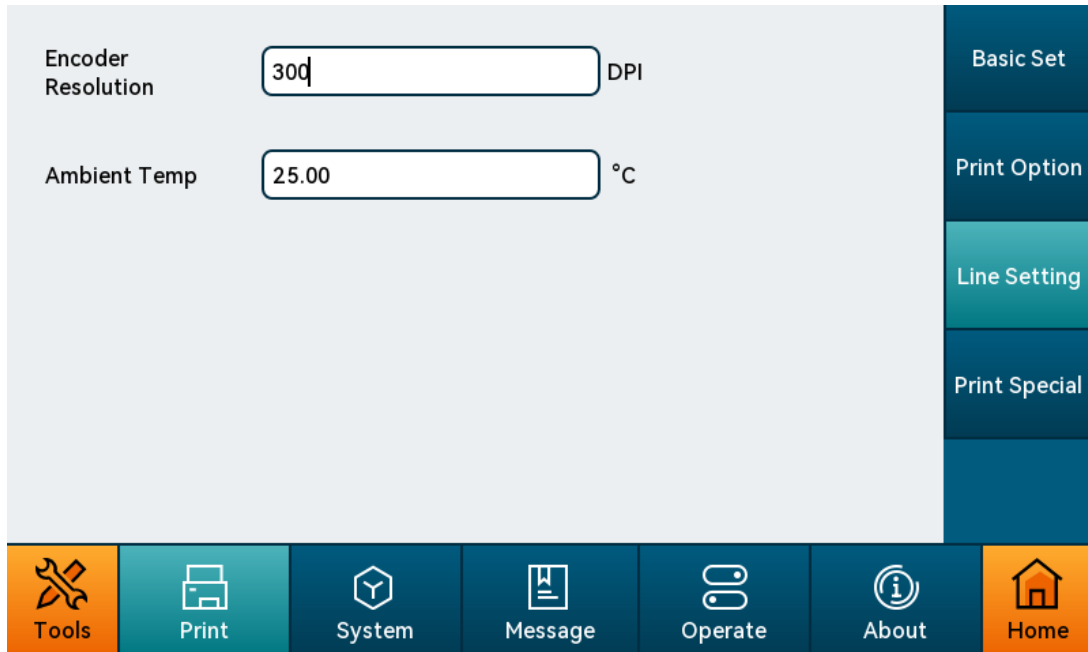 Encoder
Resolution
300
DPI
Basic Set
Ambient Temp
25.00
°C
Print Option
Line Setting
Print Special
Tools
Print
System
Message
Operate
About
Home